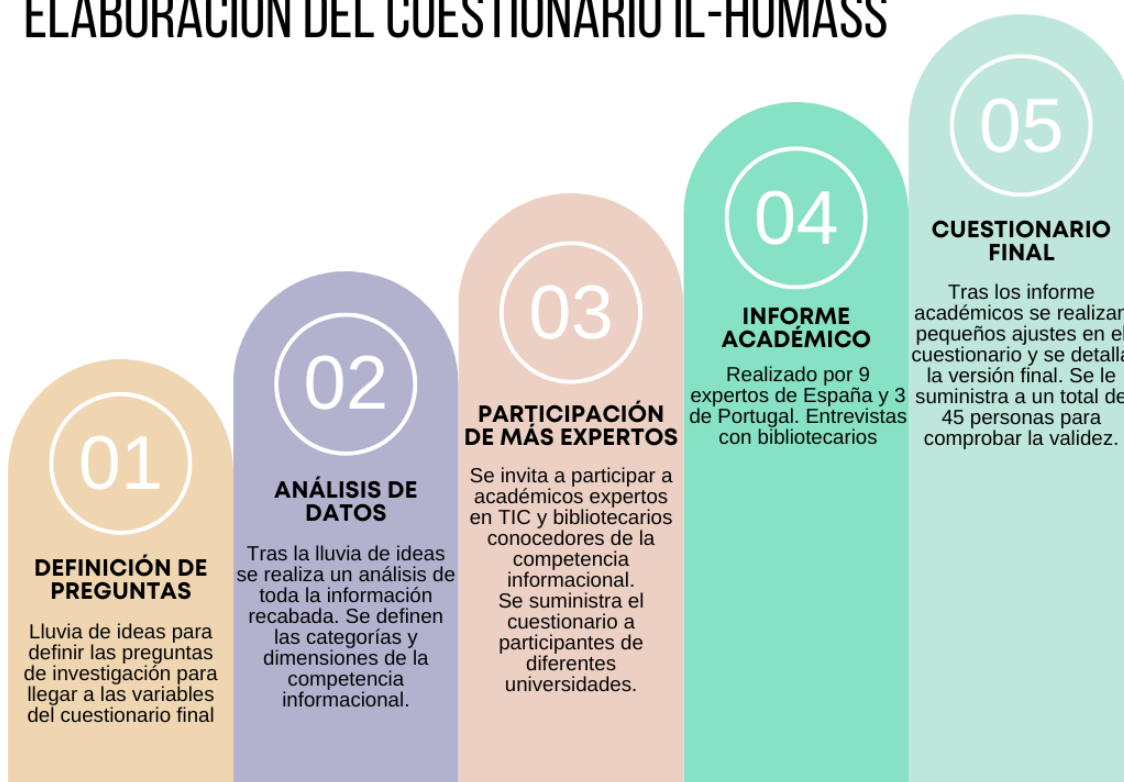 ELABORACIÓN DEL CUESTIONARIO IL-HUMASS
01
DEFINICIÓN DE
PREGUNTAS
Lluvia de ideas para
definir las preguntas
de investigación para
llegar a las variables
del cuestionario final
02
ANÁLISIS DE
DATOS
Tras la lluvia de ideas
se realiza un análisis de
toda la información
recabada. Se definen
las categorías y
dimensiones de la
competencia
informacional.
03
PARTICIPACIÓN
DE MÁS EXPERTOS
Se invita a participar a
académicos expertos
en TIC y bibliotecarios
conocedores de la
competencia
informacional.
Se suministra el
cuestionario a
participantes de
diferentes
universidades.
04
INFORME
ACADÉMICO
Realizado por 9
expertos de España y 3
de Portugal. Entrevistas
con bibliotecarios
05
CUESTIONARIO
FINAL
Tras los informe
académicos se realizan
pequeños ajustes en el
cuestionario y se detalla
la versión final. Se le
suministra a un total de
45 personas para
comprobar la validez.